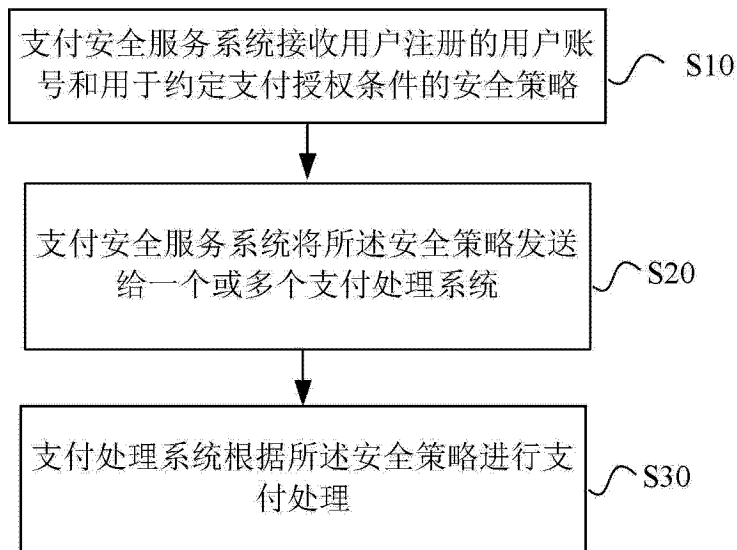 支付安全服务系统接收用户注册的用户账
号和用于约定支付授权条件的安全策略
S10
支付安全服务系统将所述安全策略发送
给一个或多个支付处理系统
S20
支付处理系统根据所述安全策略进行支
付处理
S30